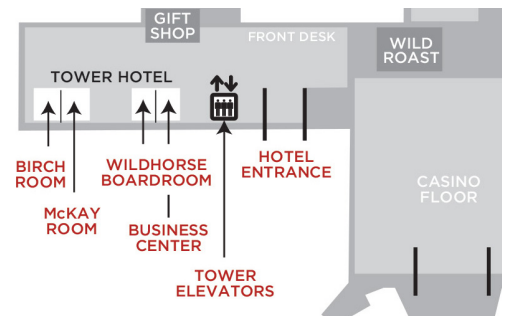 GIFT
SHOP
FRONT DESK
WILD
ROAST
TOWER HOTEL
BIRCH
ROOM
McKAY
ROOM
WILDHORSE
BOARDROOM
BUSINESS
CENTER
TOWER
ELEVATORS
HOTEL
ENTRANCE
CASINO
FLOOR